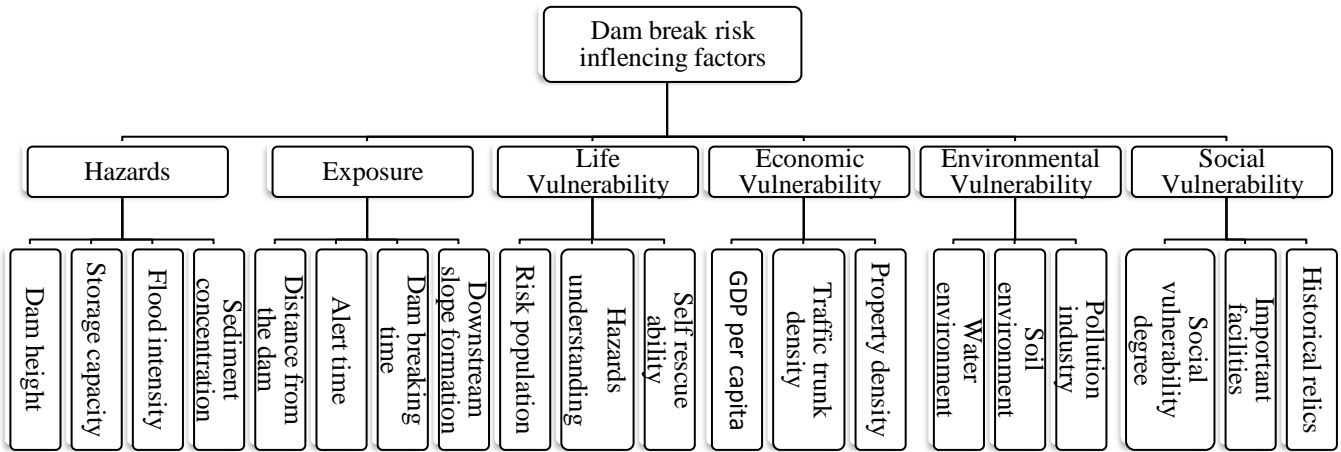 Dam break risk
inflencing factors
Hazards
Exposure
Life
Vulnerability
Economic
Vulnerability
Environmental
Vulnerability
Social
Vulnerability
Dam height
Storage capacity
Flood intensity
Sediment
concentration
Distance from
the dam
Alert time
Dam breaking
time
Downstream
slope formation
Risk population
Hazards
understanding
Self rescue
ability
GDP per capita
Traffic trunk
density
Property density
Water
environment
Soil
environment
Pollution
industry
Social
vulnerability
degree
Important
facilities
Historical relics